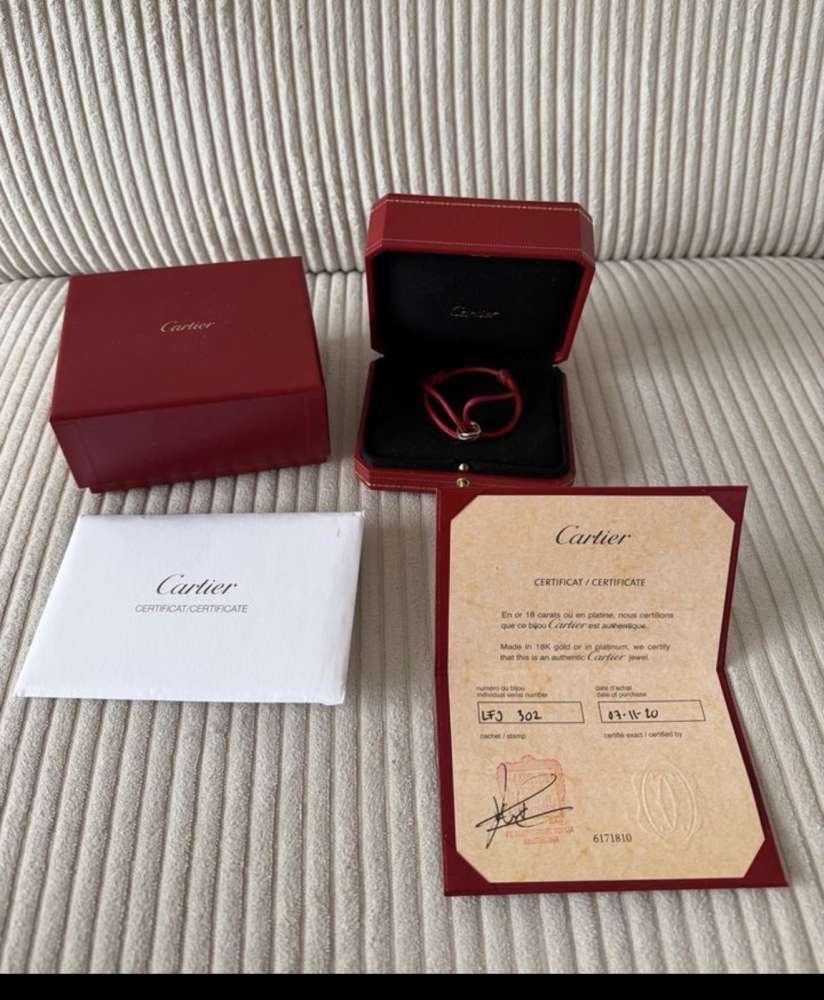 Cartier
Cartier
Cartier
CERTIFICAT/CERTIFICATE
Cartier
CERTIFICAT / CERTIFICATE
En or 18 carats ou en platine, nous certifions
que ce bijou Cartier est authentique.
Made in 18K gold or in platinum, we certify
that this is an authentic Cartier jewel.
numéro du bijou
individual serial number
date d'achat
date of purchase
LFJ 302
07-11-20
cachet / stamp
certifié exact / certified by
6171810